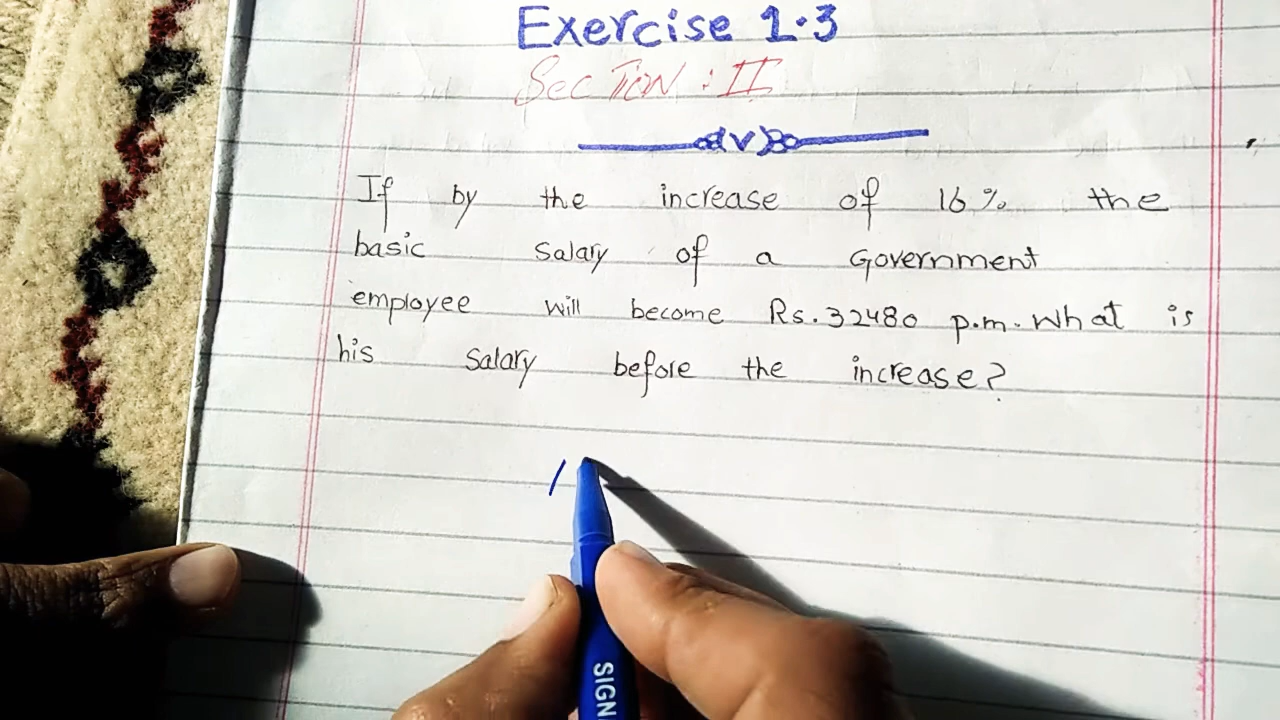 Exercise 1.3
Section : II
(V)
If by the increase of 16% the
basic salary of a Government
employee will become Rs.32480 p.m. What is
his salary before the increase?
SIGN